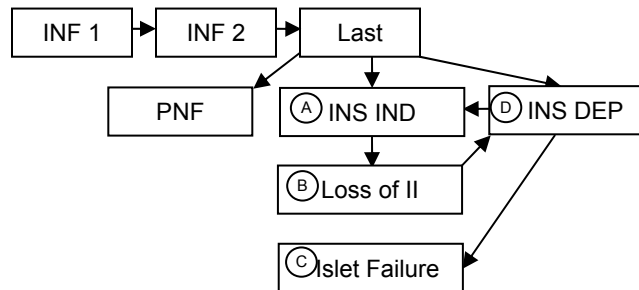 INF 1
INF 2
Last
PNF
A INS IND
D INS DEP
B Loss of II
C Islet Failure